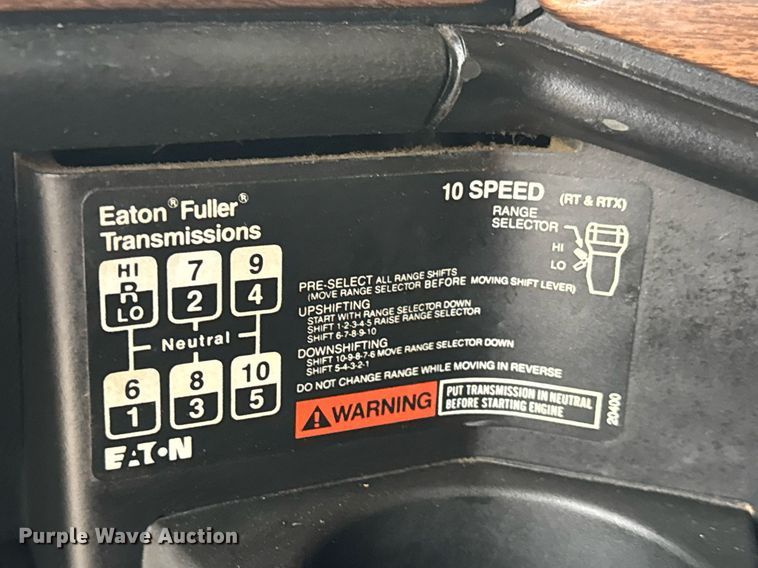 Eaton® Fuller®
Transmissions
10 SPEED (RT & RTX)
RANGE
SELECTOR
HI
LO
HI
R
LO
7
2
9
4
Neutral
6
1
8
3
10
5
PRE-SELECT ALL RANGE SHIFTS
(MOVE RANGE SELECTOR BEFORE MOVING SHIFT LEVER)
UPSHIFTING
START WITH RANGE SELECTOR DOWN
SHIFT 1-2-3-4-5 RAISE RANGE SELECTOR
SHIFT 6-7-8-9-10
DOWNSHIFTING
SHIFT 10-9-8-7-6 MOVE RANGE SELECTOR DOWN
SHIFT 5-4-3-2-1
DO NOT CHANGE RANGE WHILE MOVING IN REVERSE
WARNING
PUT TRANSMISSION IN NEUTRAL
BEFORE STARTING ENGINE
20400
EATON
Purple Wave Auction